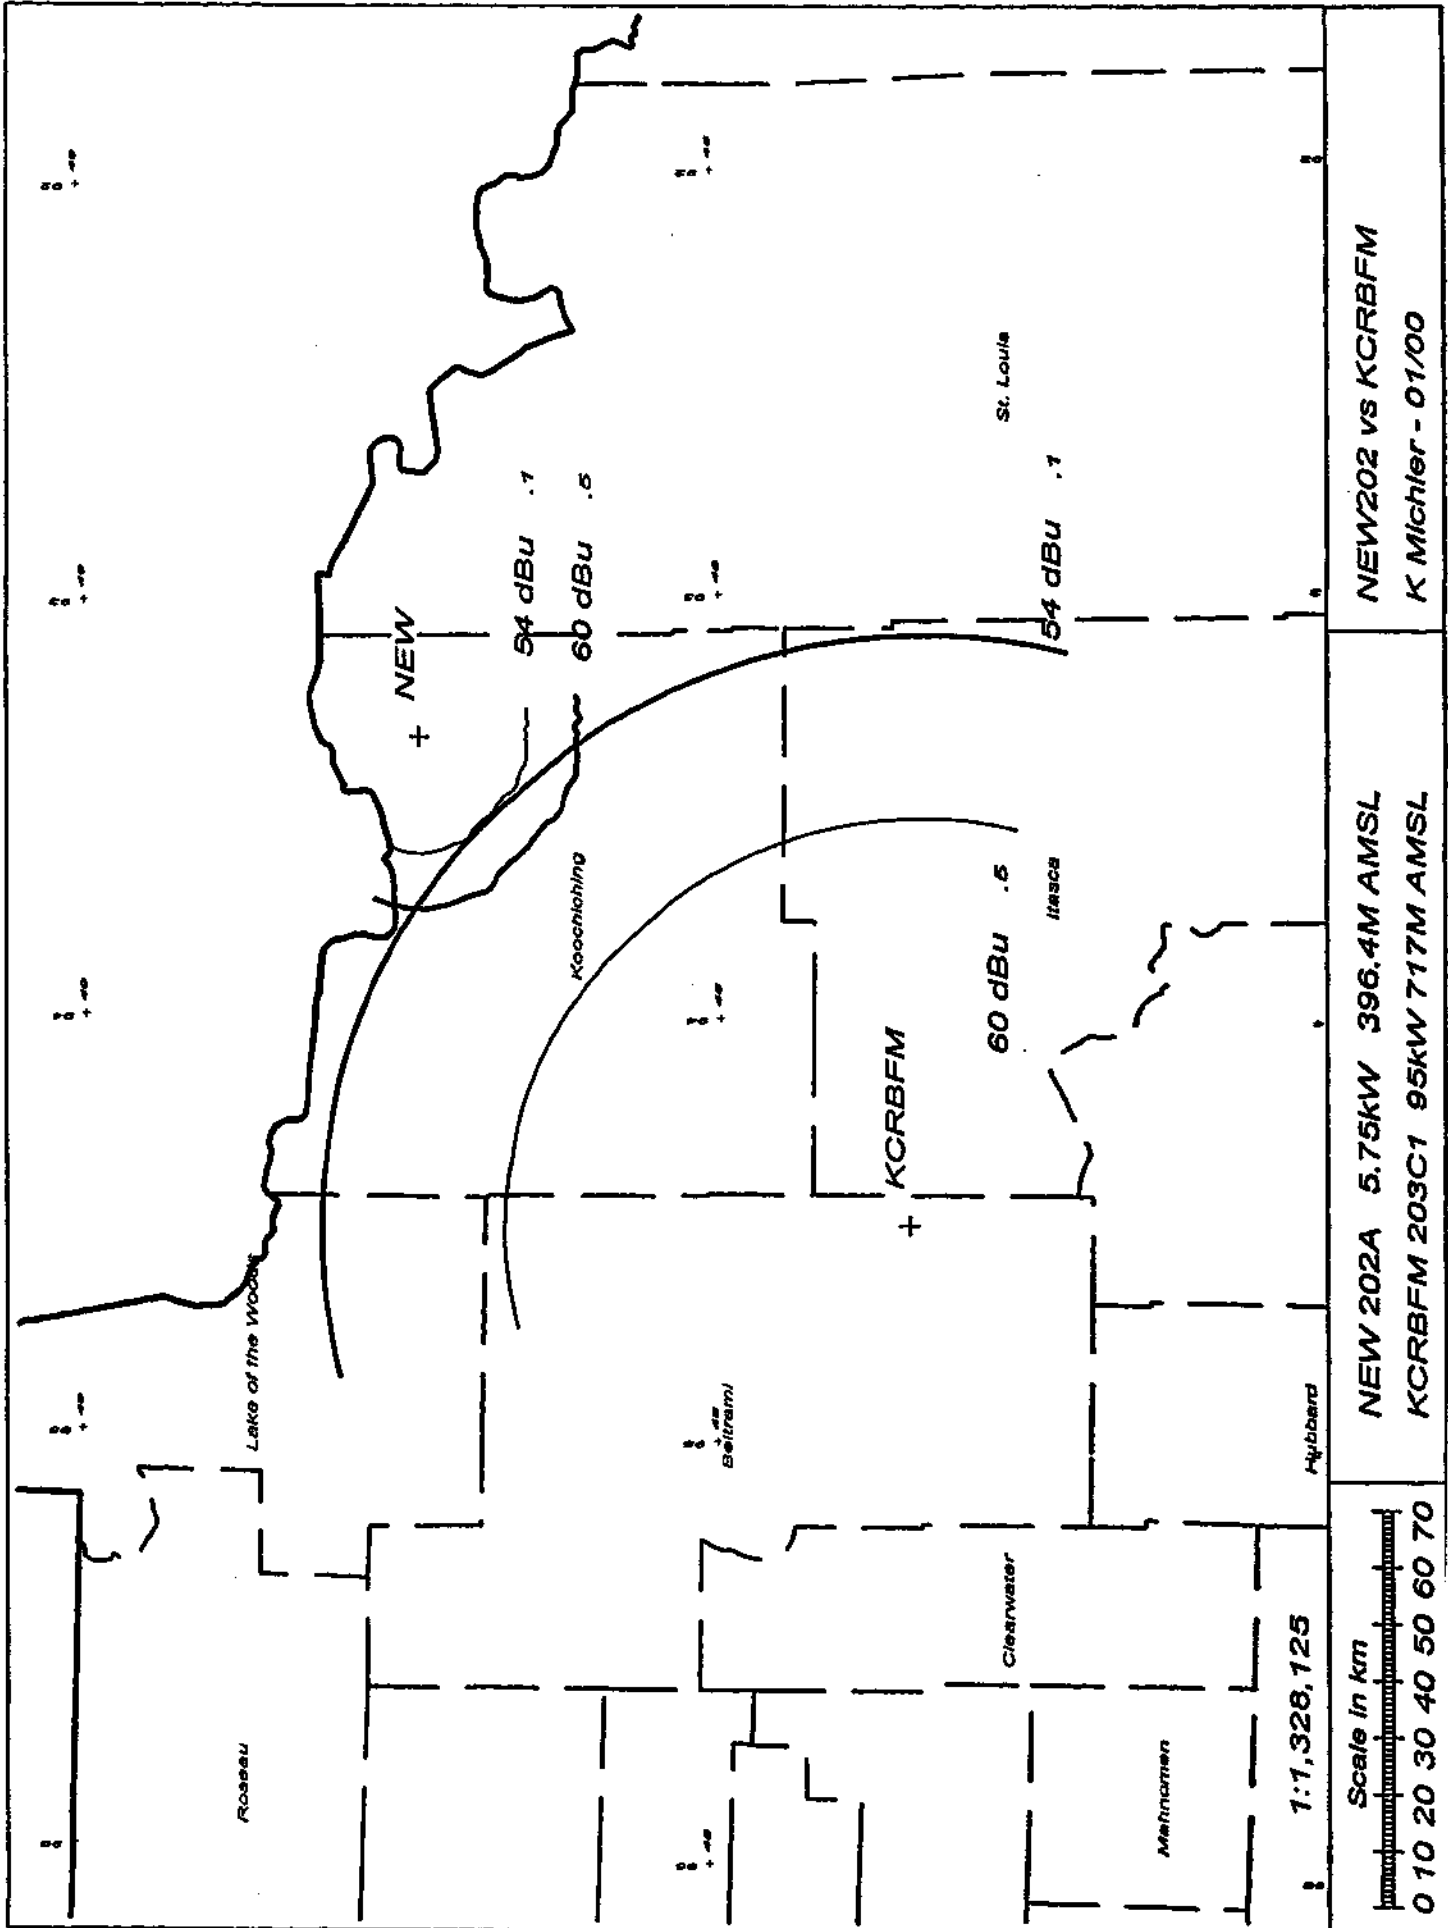 NEW
54 dBu .1
60 dBu .5
54 dBu .1
60 dBu .5
KCRBFM
Lake of the Woods
Roseau
Koochiching
St. Louis
Itasca
Beltrami
Clearwater
Mahnomen
Hubbard
1:1,328,125
Scale in km
0 10 20 30 40 50 60 70
NEW 202A 5.75kW 396.4M AMSL
KCRBFM 203C1 95kW 717M AMSL
NEW202 vs KCRBFM
K Michler - 01/00